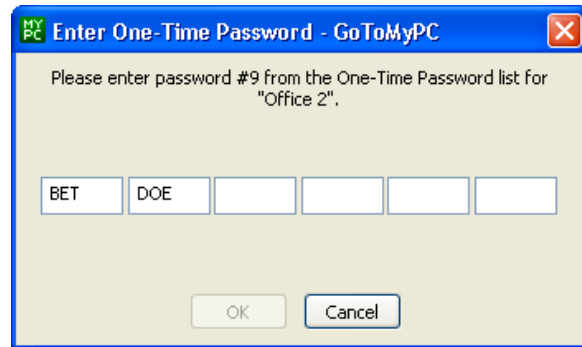 MY PC Enter One-Time Password - GoToMyPC
Please enter password #9 from the One-Time Password list for
"Office 2".
BET DOE
OK Cancel